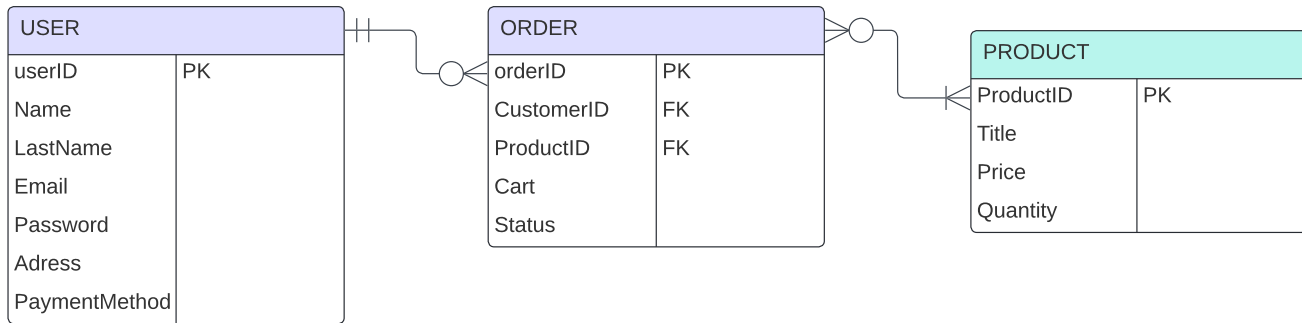 USER
userID PK
Name
LastName
Email
Password
Adress
PaymentMethod
ORDER
orderID PK
CustomerID FK
ProductID FK
Cart
Status
PRODUCT
ProductID PK
Title
Price
Quantity